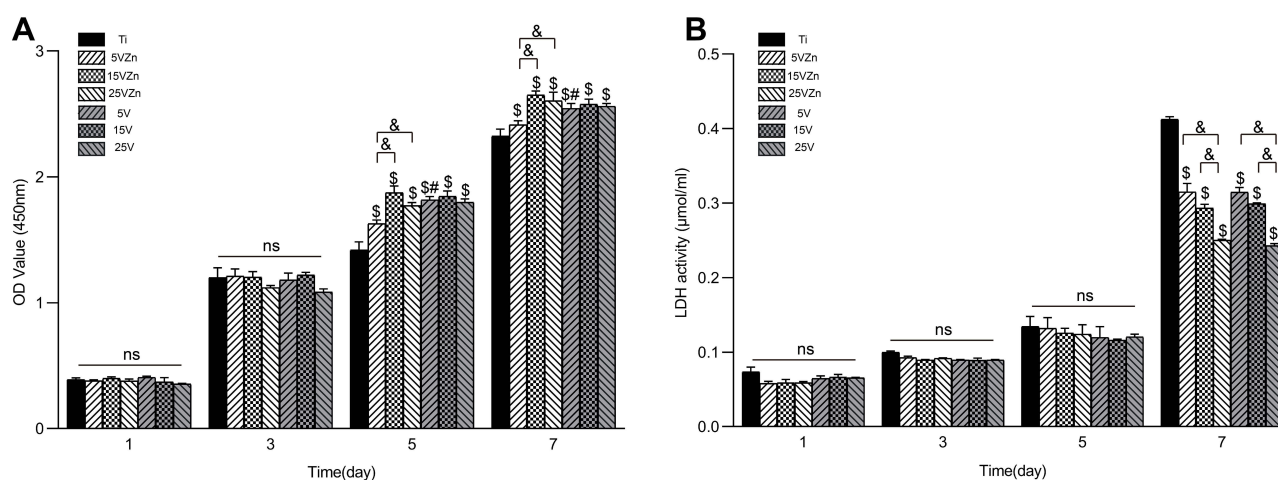 A
Ti
5VZn
15VZn
25VZn
5V
15V
25V
OD Value (450nm)
3
2
1
0
ns
ns
&
&
$
$
$
$#
$
$
&
&
$
$
$
$#
$
$
1
3
5
7
Time(day)
B
Ti
5VZn
15VZn
25VZn
5V
15V
25V
LDH activity (μmol/ml)
0.5
0.4
0.3
0.2
0.1
0.0
ns
ns
ns
&
&
&
&
$
$
$
$
$
$
1
3
5
7
Time(day)